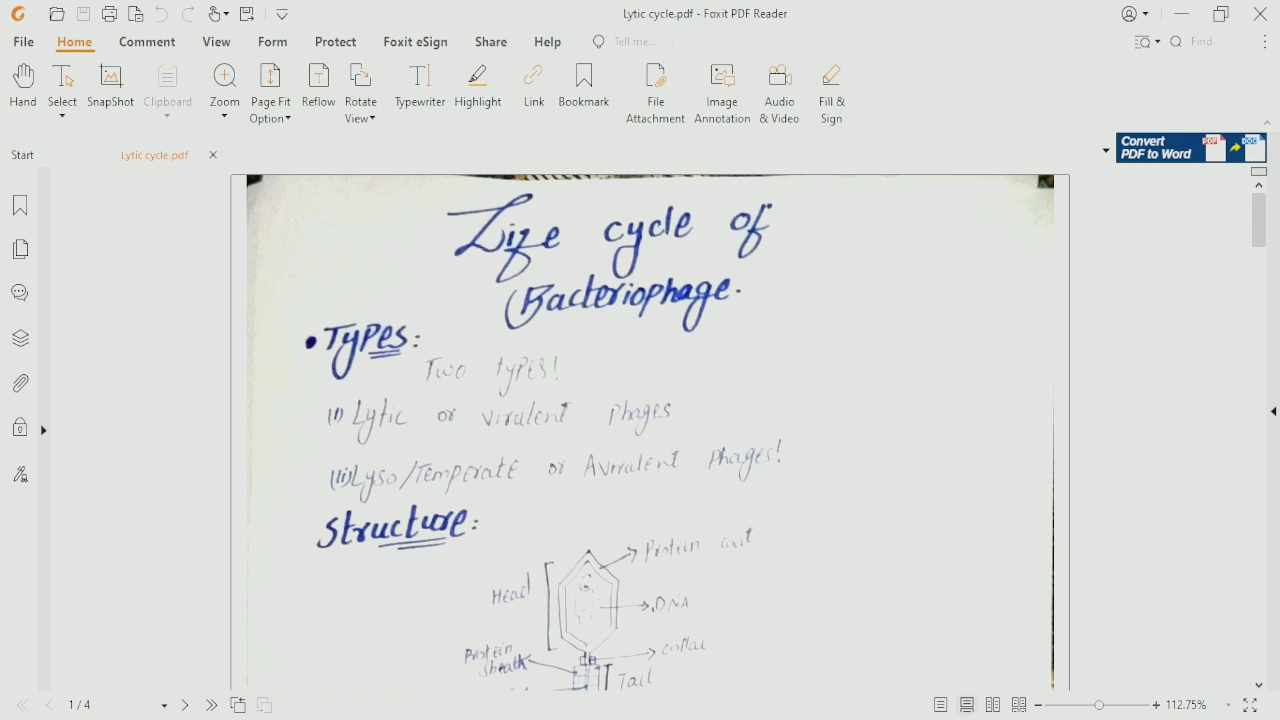 Lytic cycle.pdf - Foxit PDF Reader
File Home Comment View Form Protect Foxit eSign Share Help Tell me... Find
Hand Select SnapShot Clipboard Zoom Page Fit Option Reflow Rotate View Typewriter Highlight Link Bookmark File Attachment Image Annotation Audio & Video Fill & Sign
Start Lytic cycle.pdf
Convert
PDF to Word
PDF DOC
Life cycle of
Bacteriophage.
• Types:
Two types!
(i) Lytic or virulent phages
(ii) Lyso/Temperate or Avirulent phages!
Structure:
Protein
Head
DNA
collar
Protein
sheath
Tail
1 / 4
112.75%